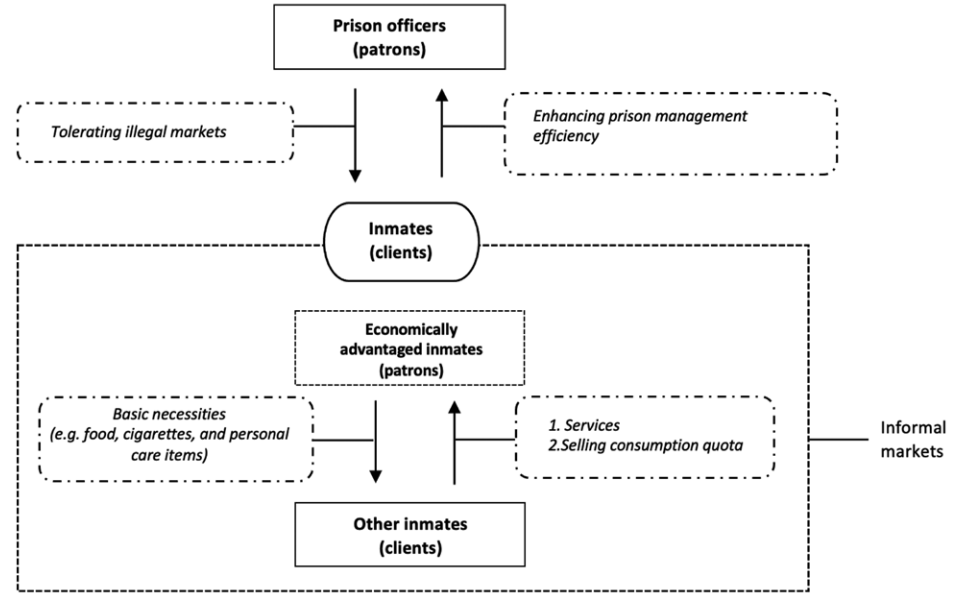 Prison officers
(patrons)
Tolerating illegal markets
Enhancing prison management
efficiency
Inmates
(clients)
Economically
advantaged inmates
(patrons)
Basic necessities
(e.g. food, cigarettes, and personal
care items)
1. Services
2.Selling consumption quota
Informal
markets
Other inmates
(clients)